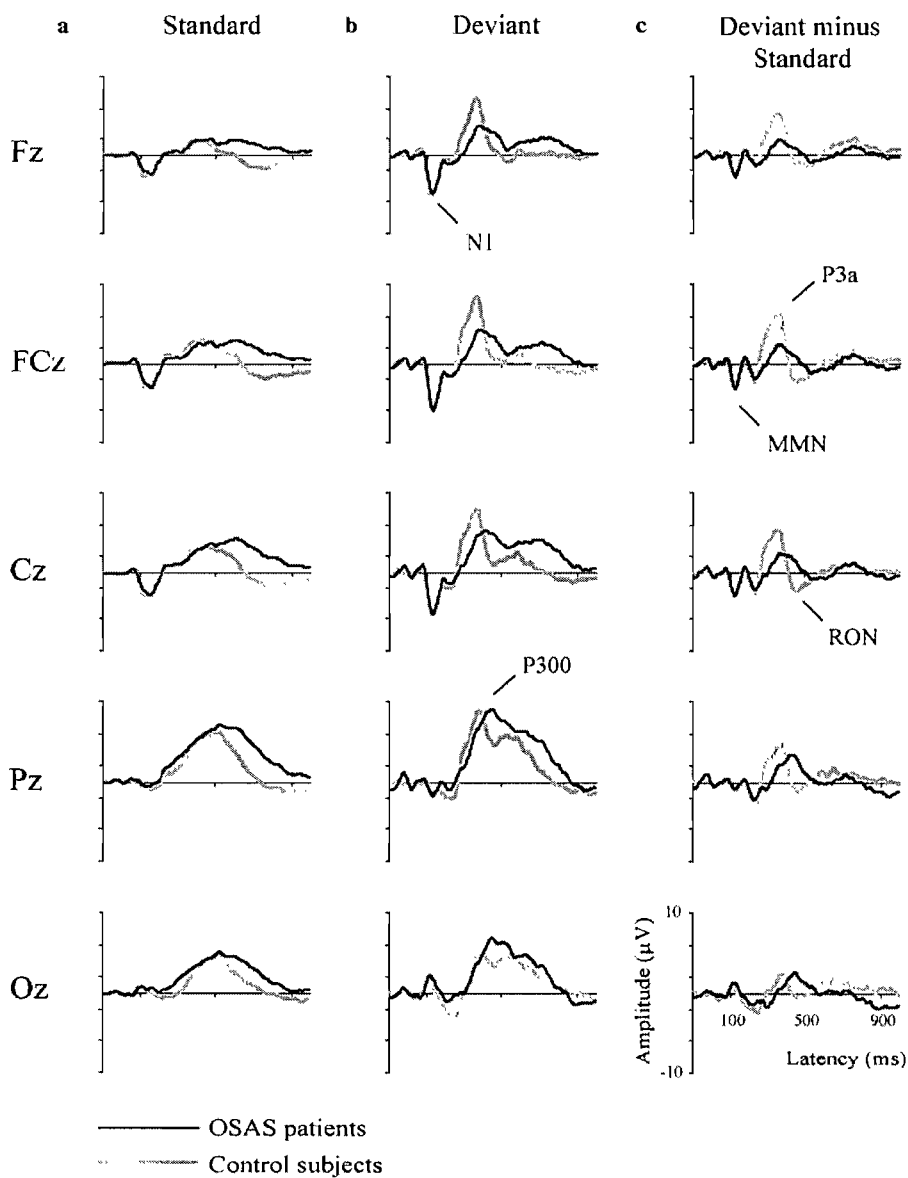 a Standard b Deviant c Deviant minus
Standard
Fz
N1
FCz
P3a
MMN
Cz
RON
Pz
P300
Oz
10
Amplitude (μV)
-10
100 500 900
Latency (ms)
OSAS patients
Control subjects